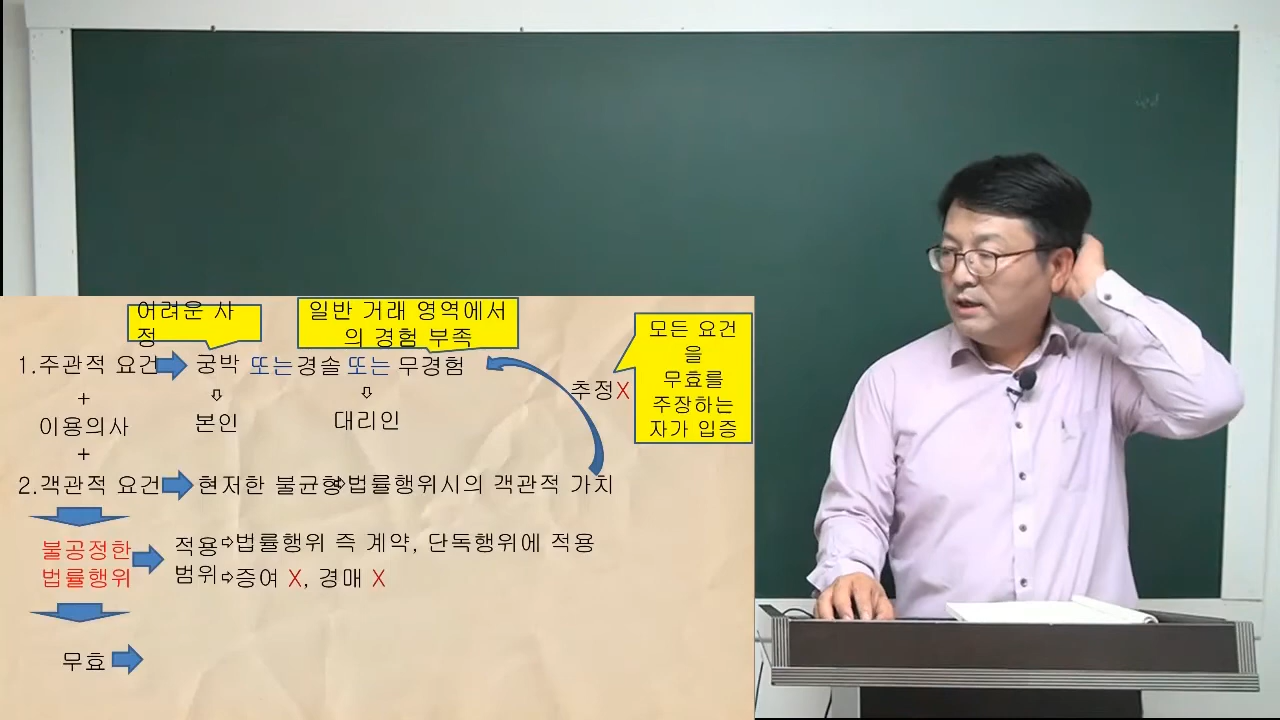 어려운 사
정
일반 거래 영역에서
의 경험 부족
모든 요건
을
무효를
주장하는
자가 입증
1.주관적 요건 궁박 또는 경솔 또는 무경험
추정X
+
이용의사 본인 대리인
+
2.객관적 요건 현저한 불균형 법률행위시의 객관적 가치
불공정한
법률행위
적용 법률행위 즉 계약, 단독행위에 적용
범위 증여 X, 경매 X
무효